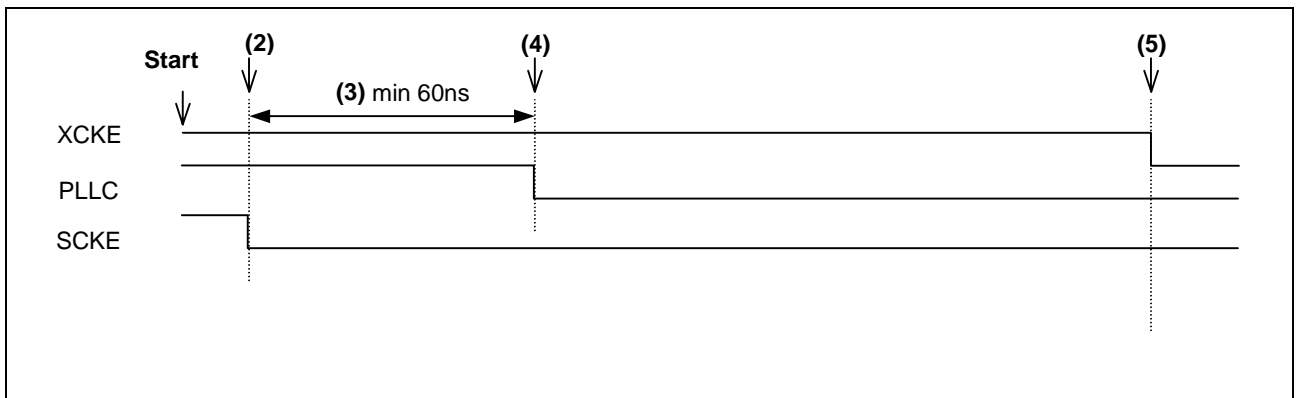 (2) (4) (5)
Start
(3) min 60ns
XCKE
PLLC
SCKE